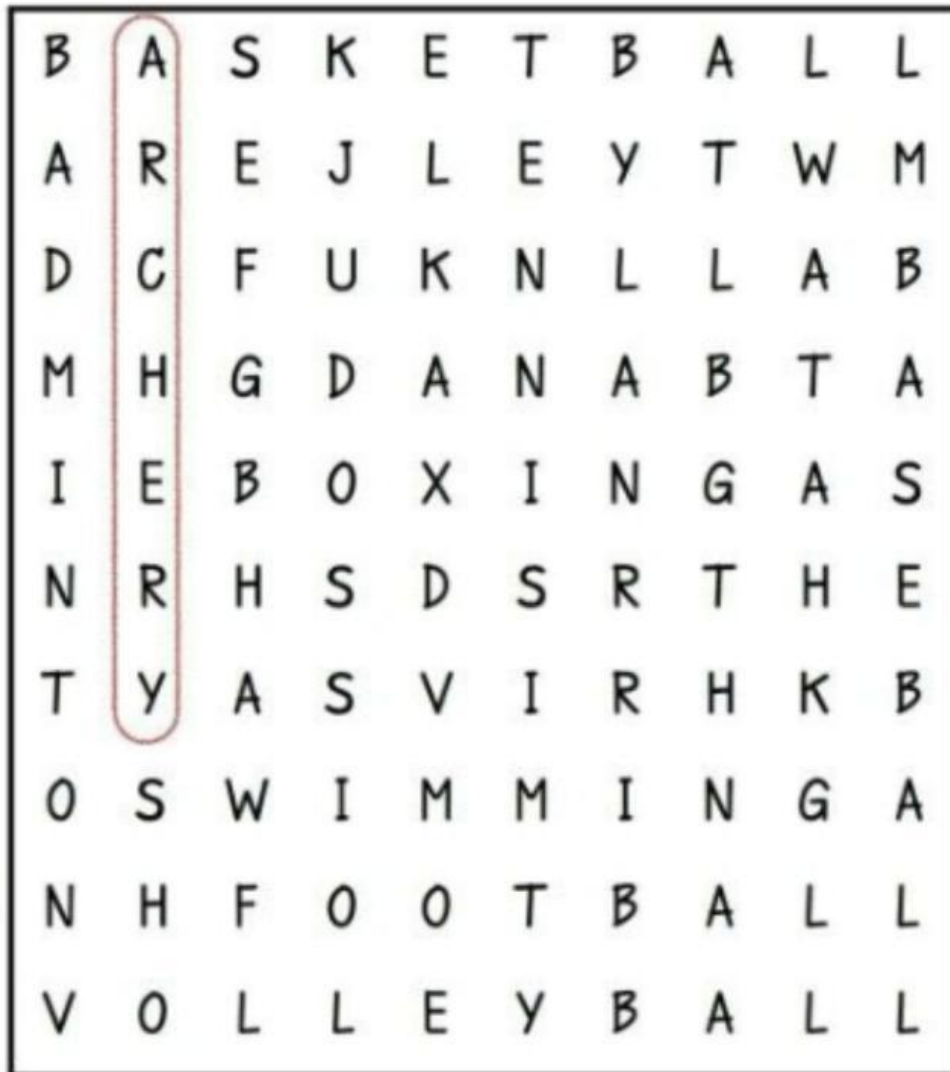 B A S K E T B A L L
A R E J L E Y T W M
D C F U K N L L A B
M H G D A N A B T A
I E B O X I N G A S
N R H S D S R T H E
T Y A S V I R H K B
O S W I M M I N G A
N H F O O T B A L L
V O L L E Y B A L L